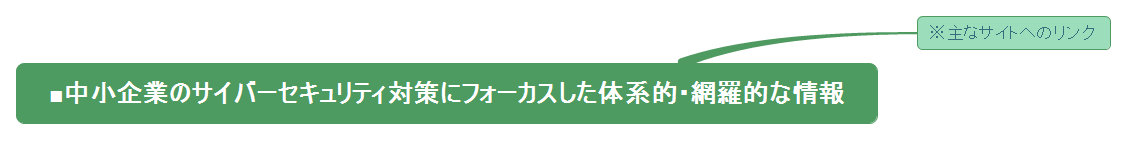 ※主なサイトへのリンク
■中小企業のサイバーセキュリティ対策にフォーカスした体系的・網羅的な情報